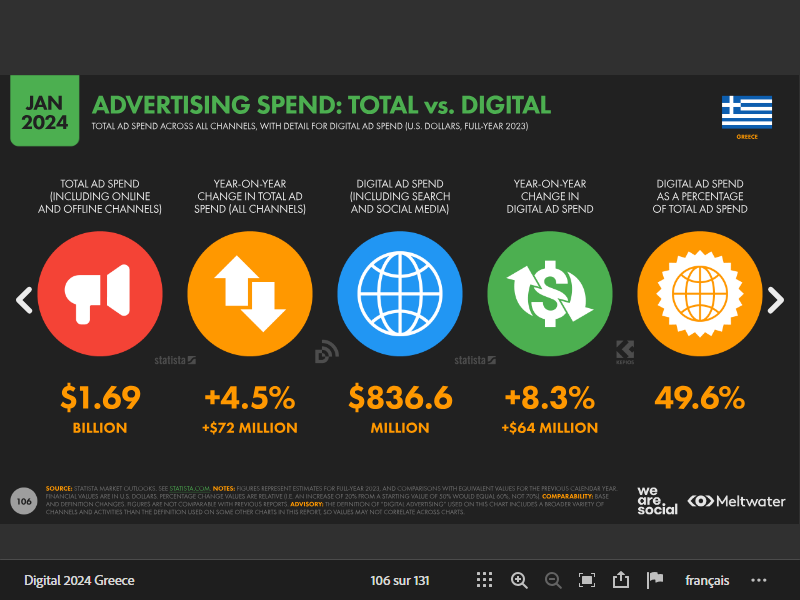 JAN
2024
ADVERTISING SPEND: TOTAL vs. DIGITAL
TOTAL AD SPEND ACROSS ALL CHANNELS, WITH DETAIL FOR DIGITAL AD SPEND (U.S. DOLLARS, FULL-YEAR 2023)
GREECE
TOTAL AD SPEND
(INCLUDING ONLINE
AND OFFLINE CHANNELS)
YEAR-ON-YEAR
CHANGE IN TOTAL AD
SPEND (ALL CHANNELS)
DIGITAL AD SPEND
(INCLUDING SEARCH
AND SOCIAL MEDIA)
YEAR-ON-YEAR
CHANGE IN
DIGITAL AD SPEND
DIGITAL AD SPEND
AS A PERCENTAGE
OF TOTAL AD SPEND
statista
statista
KEPIOS
$1.69
BILLION
+4.5%
+$72 MILLION
$836.6
MILLION
+8.3%
+$64 MILLION
49.6%
106
SOURCE: STATISTA MARKET OUTLOOKS. SEE STATISTA.COM. NOTES: FIGURES REPRESENT ESTIMATES FOR FULL-YEAR 2023, AND COMPARISONS WITH EQUIVALENT VALUES FOR THE PREVIOUS CALENDAR YEAR.
FINANCIAL VALUES ARE IN U.S. DOLLARS. PERCENTAGE CHANGE VALUES ARE RELATIVE (I.E. AN INCREASE OF 20% FROM A STARTING VALUE OF 50% WOULD EQUAL 60%, NOT 70%). COMPARABILITY: BASE
AND DEFINITION CHANGES. FIGURES ARE NOT COMPARABLE WITH PREVIOUS REPORTS. ADVISORY: THE DEFINITION OF "DIGITAL ADVERTISING" USED ON THIS CHART INCLUDES A BROADER VARIETY OF
CHANNELS AND ACTIVITIES THAN THE DEFINITION USED ON SOME OTHER CHARTS IN THIS REPORT, SO VALUES MAY NOT CORRELATE ACROSS CHARTS.
we
are.
social
Meltwater
Digital 2024 Greece
106 sur 131
français